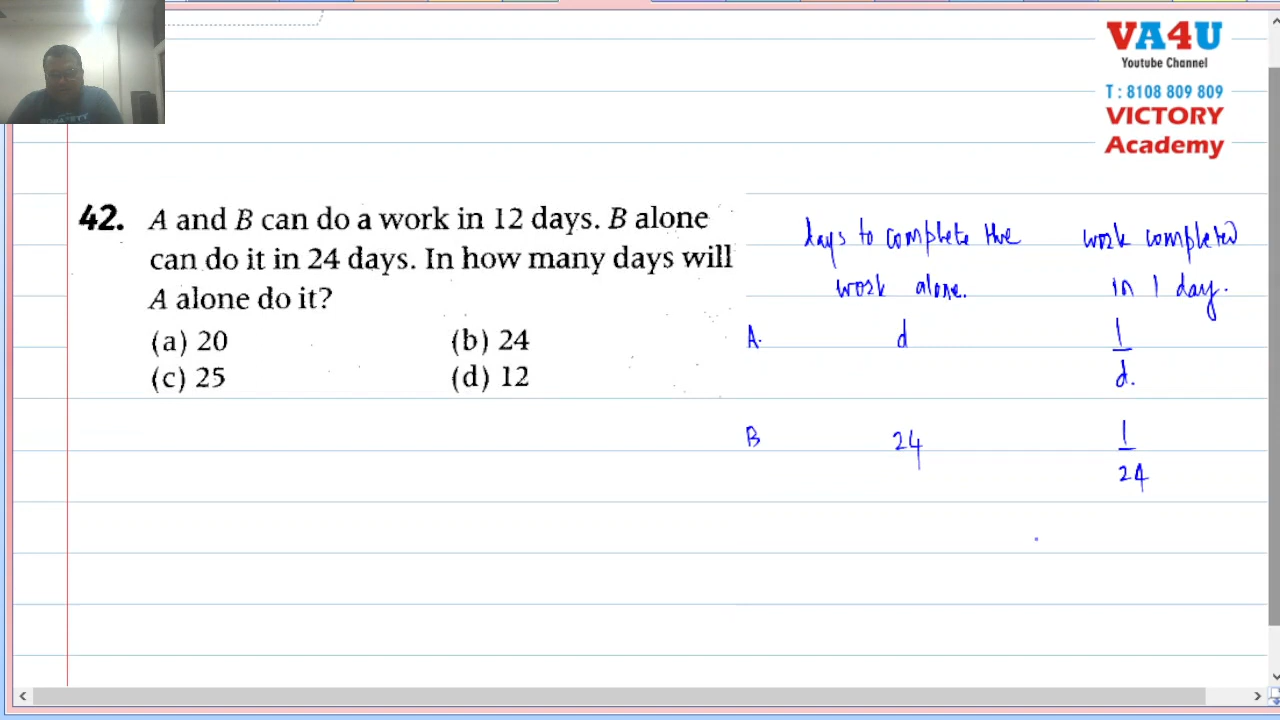 VA4U
Youtube Channel
T : 8108 809 809
VICTORY
Academy
42. A and B can do a work in 12 days. B alone
can do it in 24 days. In how many days will
A alone do it?
(a) 20 (b) 24
(c) 25 (d) 12
days to complete the work completed
work alone. in 1 day.
A. d 1
d.
B 24 1
24